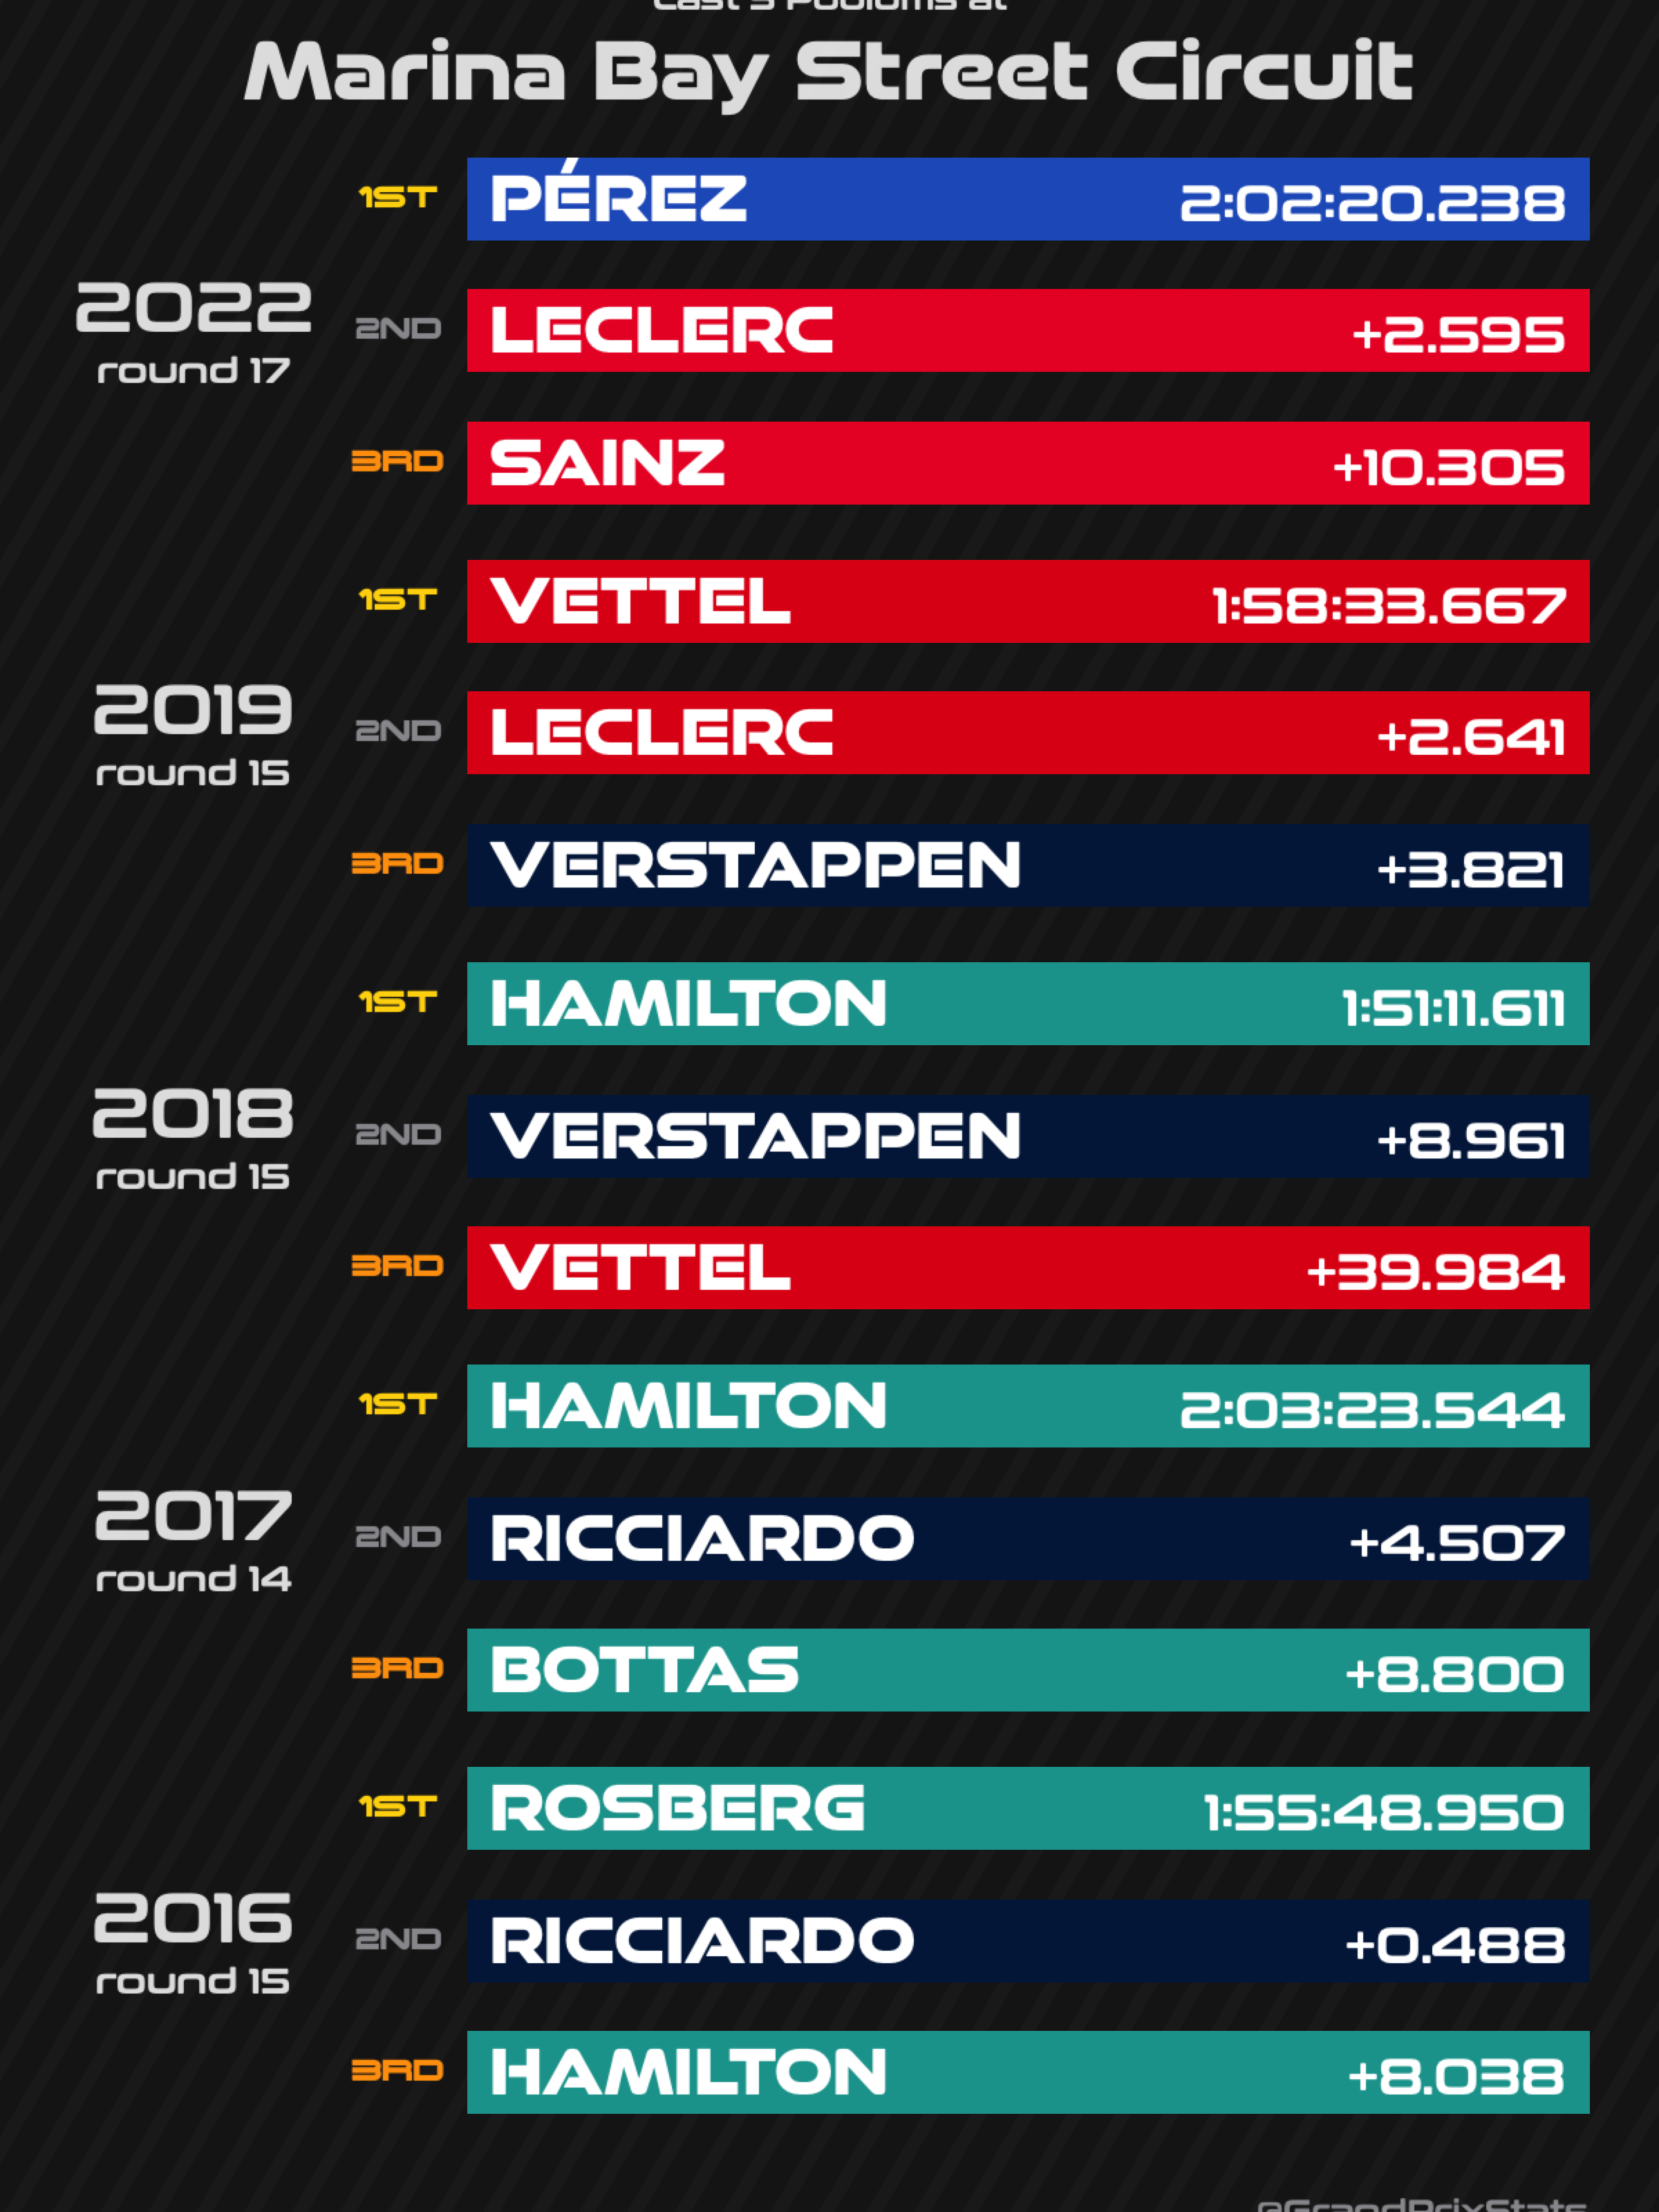 Last 5 Podiums at
Marina Bay Street Circuit
1ST PÉREZ 2:02:20.238
2022
round 17
2ND LECLERC +2.595
3RD SAINZ +10.305
1ST VETTEL 1:58:33.667
2019
round 15
2ND LECLERC +2.641
3RD VERSTAPPEN +3.821
1ST HAMILTON 1:51:11.611
2018
round 15
2ND VERSTAPPEN +8.961
3RD VETTEL +39.984
1ST HAMILTON 2:03:23.544
2017
round 14
2ND RICCIARDO +4.507
3RD BOTTAS +8.800
1ST ROSBERG 1:55:48.950
2016
round 15
2ND RICCIARDO +0.488
3RD HAMILTON +8.038
@GrandPrixStats